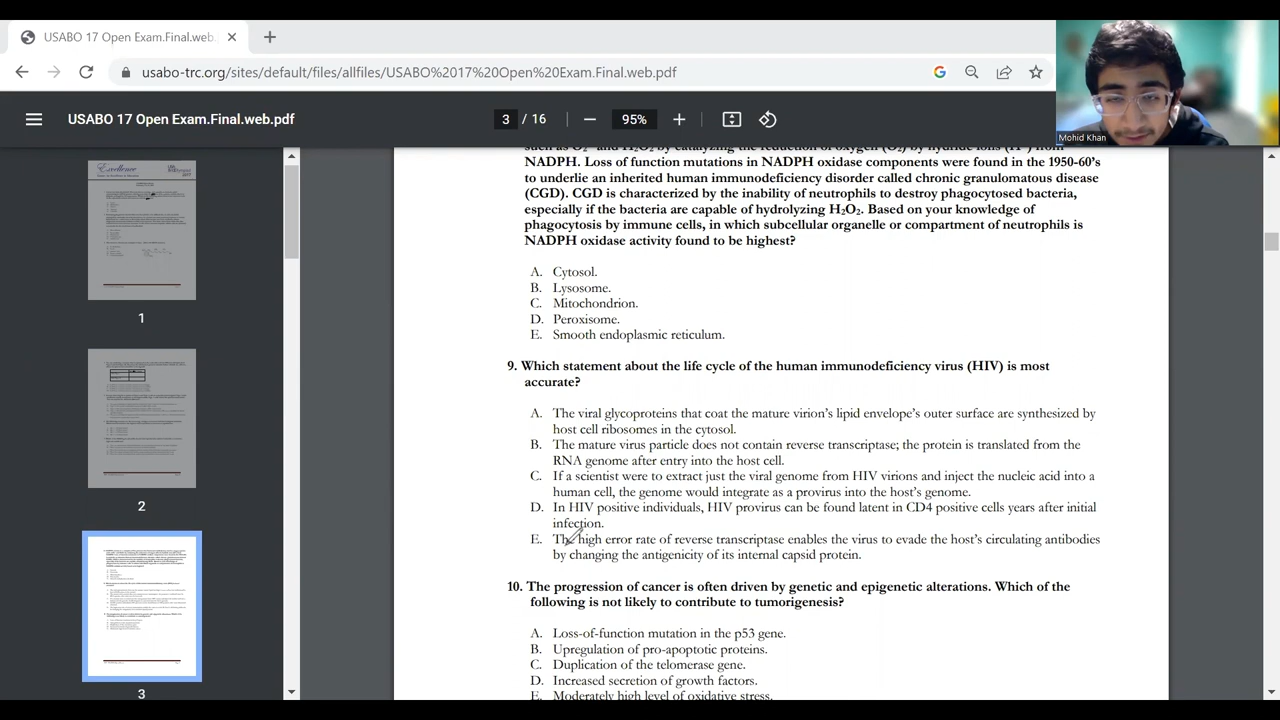 USABO 17 Open Exam.Final.web.
usabo-trc.org/sites/default/files/allfiles/USABO%2017%20Open%20Exam.Final.web.pdf
USABO 17 Open Exam.Final.web.pdf
3 / 16
95%
Mohid Khan
Excellence
1
2
3
NADPH. Loss of function mutations in NADPH oxidase components were found in the 1950-60's
to underlie an inherited human immunodeficiency disorder called chronic granulomatous disease
(CGD). CGD is characterized by the inability of neutrophils to destroy phagocytosed bacteria,
especially if the bacteria are capable of hydrolyzing H₂O₂. Based on your knowledge of
phagocytosis by immune cells, in which subcellular organelle or compartment of neutrophils is
NADPH oxidase activity found to be highest?
A. Cytosol.
B. Lysosome.
C. Mitochondrion.
D. Peroxisome.
E. Smooth endoplasmic reticulum.
9. Which statement about the life cycle of the human immunodeficiency virus (HIV) is most
accurate?
A. The viral glycoproteins that coat the mature virion's lipid envelope's outer surface are synthesized by
host cell ribosomes in the cytosol.
B. The mature virus particle does not contain reverse transcriptase; the protein is translated from the
RNA genome after entry into the host cell.
C. If a scientist were to extract just the viral genome from HIV virions and inject the nucleic acid into a
human cell, the genome would integrate as a provirus into the host's genome.
D. In HIV positive individuals, HIV provirus can be found latent in CD4 positive cells years after initial
infection.
E. The high error rate of reverse transcriptase enables the virus to evade the host's circulating antibodies
by changing the antigenicity of its internal capsid protein.
10. The progression of cancer is often driven by genetic and epigenetic alterations. Which of the
following is not likely to contribute to tumorigenesis?
A. Loss-of-function mutation in the p53 gene.
B. Upregulation of pro-apoptotic proteins.
C. Duplication of the telomerase gene.
D. Increased secretion of growth factors.
E. Moderately high level of oxidative stress.